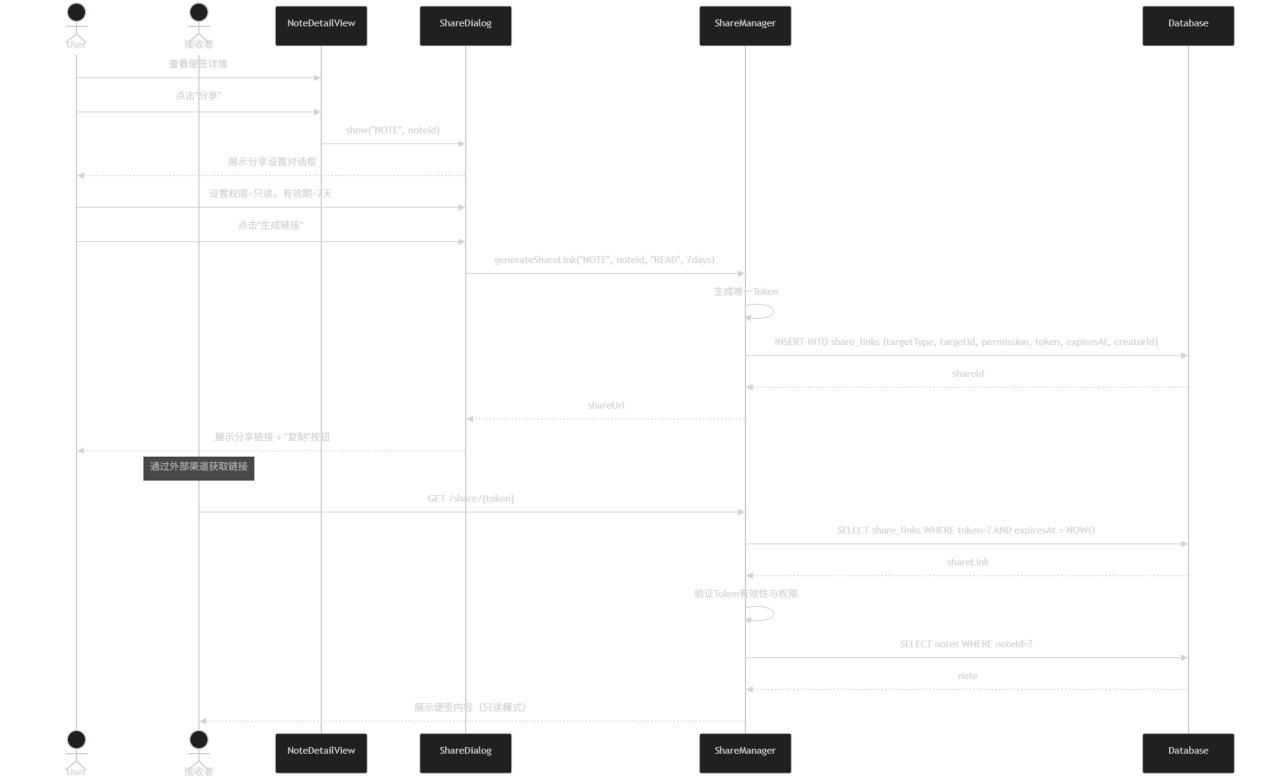 User
接收者
NoteDetailView
ShareDialog
ShareManager
Database
查看便签详情
点击"分享"
show("NOTE", noteId)
展示分享设置对话框
设置权限=只读，有效期=7天
点击"生成链接"
generateShareLink("NOTE", noteId, "READ", 7days)
生成唯一Token
INSERT INTO share_links (targetType, targetId, permission, token, expiresAt, creatorId)
shareId
shareUrl
展示分享链接 + "复制"按钮
通过外部渠道获取链接
GET /share/{token}
SELECT share_links WHERE token=? AND expiresAt > NOW()
shareLink
验证Token有效性与权限
SELECT notes WHERE noteId=?
note
展示便签内容（只读模式）
User
接收者
NoteDetailView
ShareDialog
ShareManager
Database